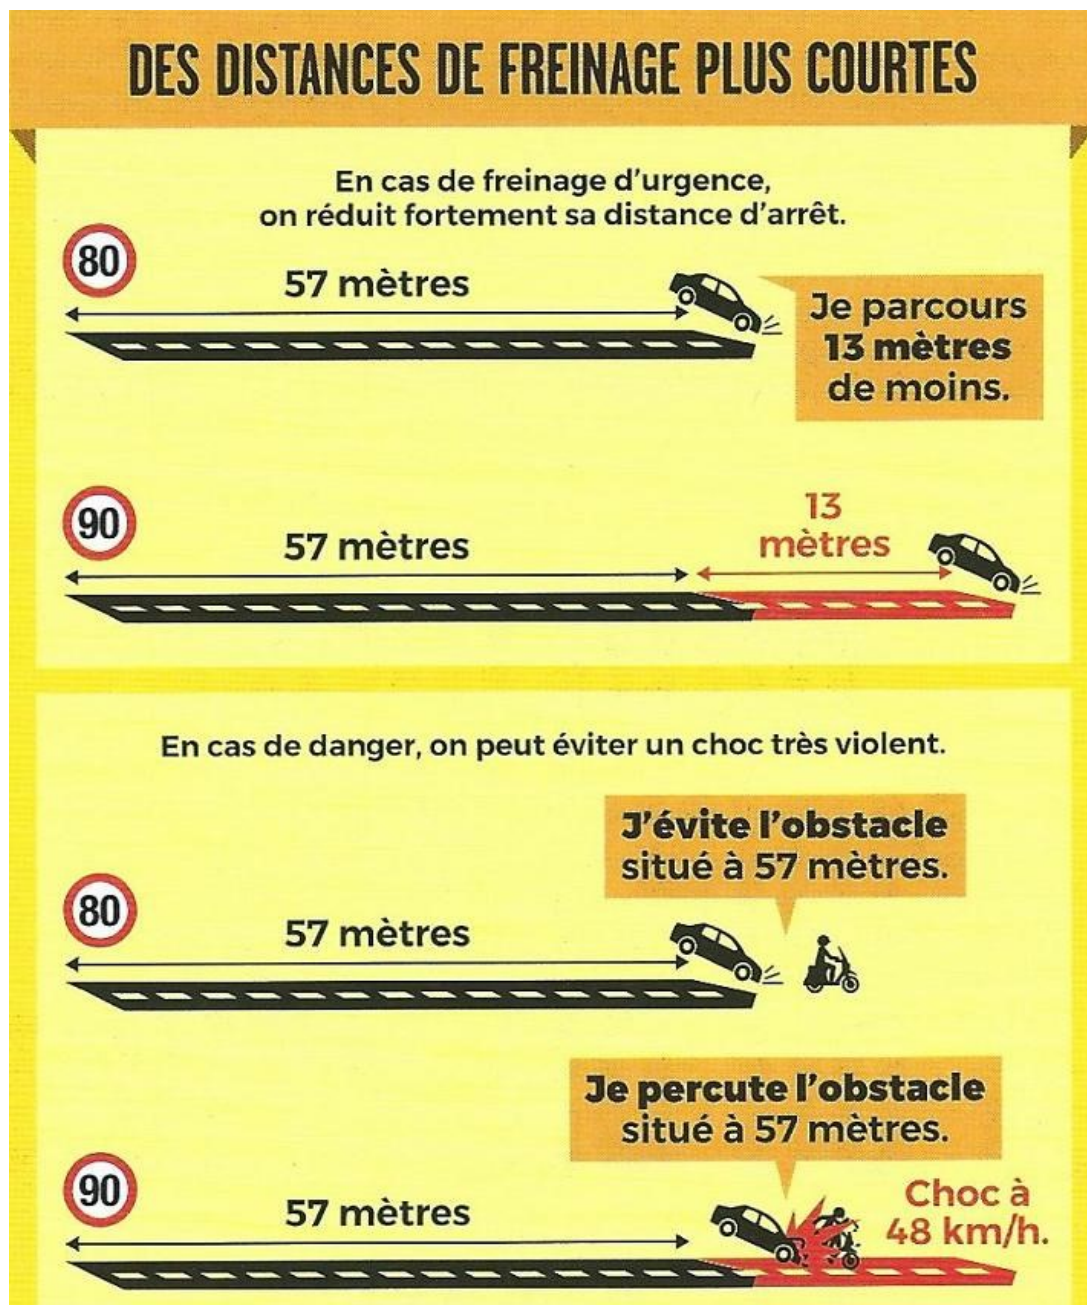 DES DISTANCES DE FREINAGE PLUS COURTES
En cas de freinage d'urgence,
on réduit fortement sa distance d'arrêt.
80
57 mètres
Je parcours
13 mètres
de moins.
90
57 mètres
13
mètres
En cas de danger, on peut éviter un choc très violent.
J'évite l'obstacle
situé à 57 mètres.
80
57 mètres
Je percute l'obstacle
situé à 57 mètres.
90
57 mètres
Choc à
48 km/h.